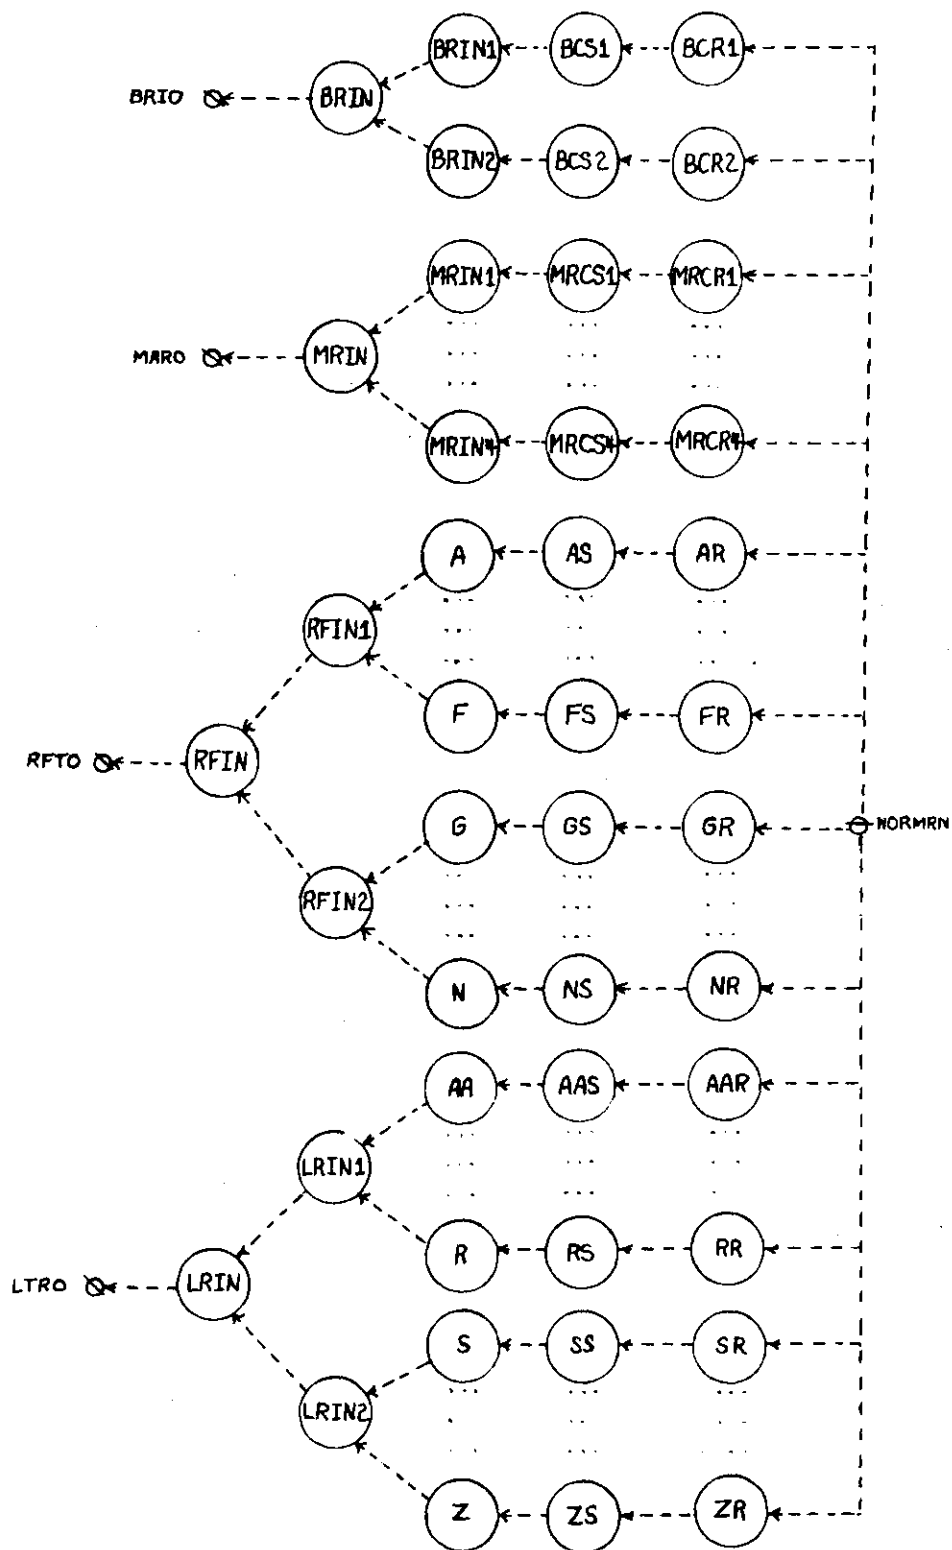 BRIN1 BCS1 BCR1
BRIO BRIN
BRIN2 BCS2 BCR2
MRIN1 MRCS1 MRCR1
MARO MRIN
MRIN4 MRCS4 MRCR4
A AS AR
RFIN1
F FS FR
RFTO RFIN
G GS GR NORMRN
RFIN2
N NS NR
AA AAS AAR
LRIN1
R RS RR
LTRO LRIN
S SS SR
LRIN2
Z ZS ZR